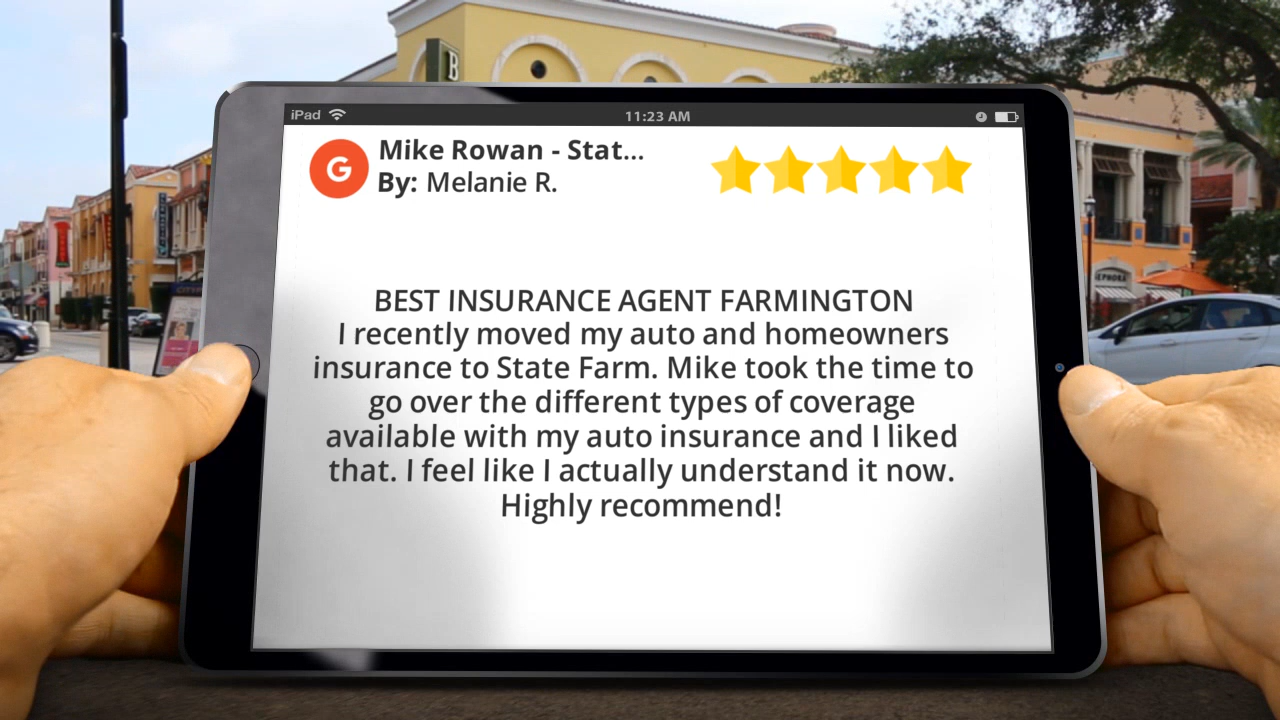 B
iPad
11:23 AM
G
Mike Rowan - Stat...
By: Melanie R.
BEST INSURANCE AGENT FARMINGTON
I recently moved my auto and homeowners
insurance to State Farm. Mike took the time to
go over the different types of coverage
available with my auto insurance and I liked
that. I feel like I actually understand it now.
Highly recommend!
SEPHORA